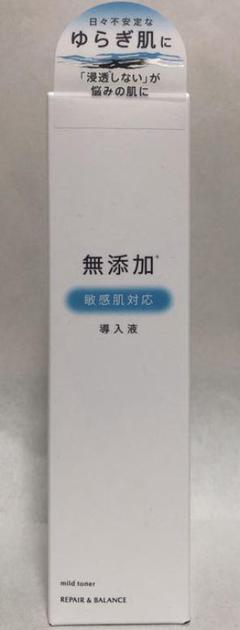 日々不安定な
ゆらぎ肌に
「浸透しない」が
悩みの肌に
無添加*
敏感肌対応
導入液
mild toner
REPAIR & BALANCE